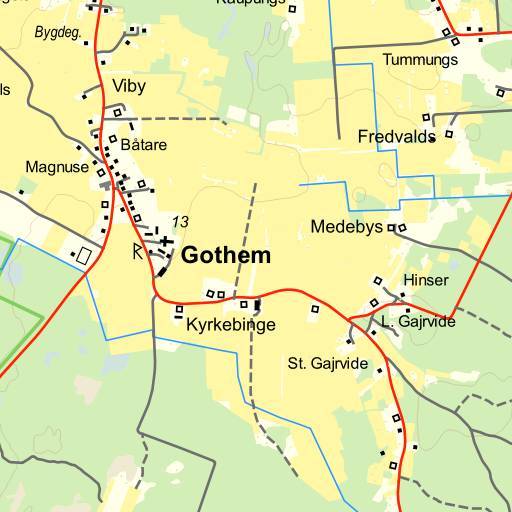 Kaupungs
Bygdeg.
Tummungs
Viby
ls
Fredvalds
Båtare
Magnuse
13
Medebys
R
Gothem
Hinser
L. Gajrvide
Kyrkebinge
St. Gajrvide